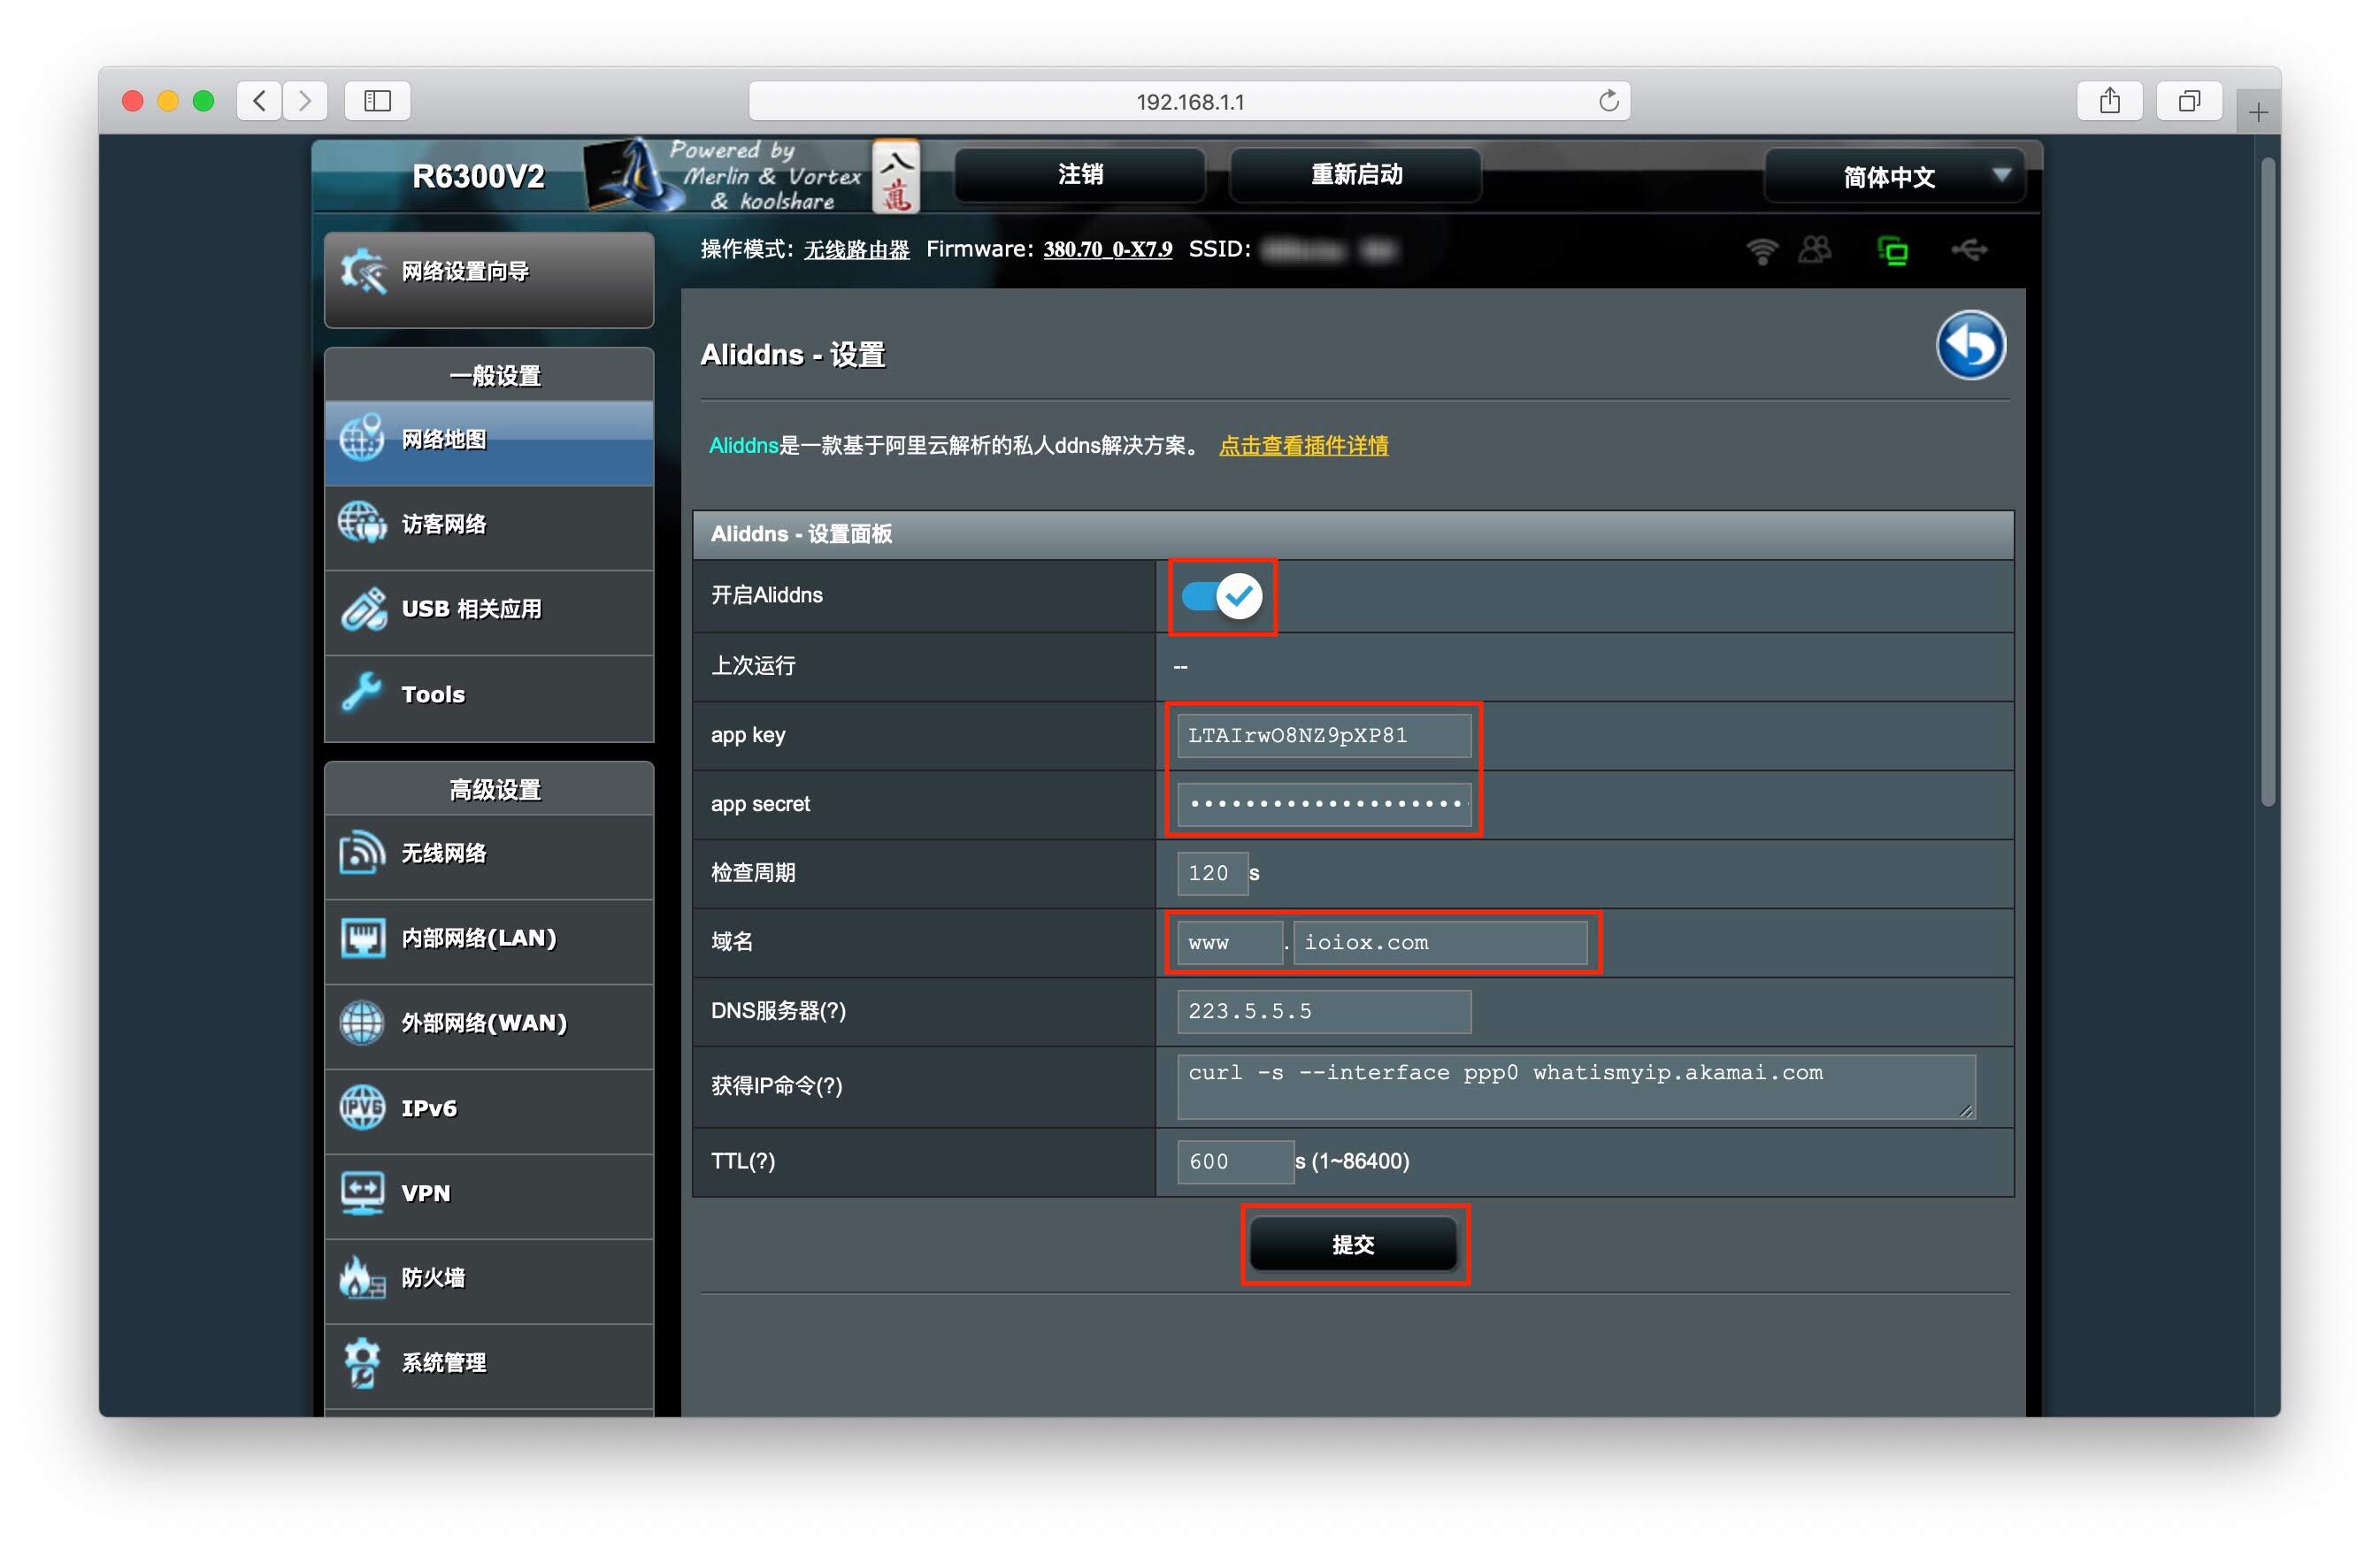 192.168.1.1
R6300V2
Powered by
Merlin & Vortex
& koolshare
八
萬
注销
重新启动
简体中文
操作模式: 无线路由器 Firmware: 380.70_0-X7.9 SSID:
网络设置向导
一般设置
网络地图
访客网络
USB 相关应用
Tools
高级设置
无线网络
内部网络(LAN)
外部网络(WAN)
IPv6
VPN
防火墙
系统管理
Aliddns - 设置
Aliddns是一款基于阿里云解析的私人ddns解决方案。 点击查看插件详情
Aliddns - 设置面板
开启Aliddns
上次运行 --
app key LTAIrwO8NZ9pXP81
app secret ••••••••••••••••••••
检查周期 120 s
域名 www . ioiox.com
DNS服务器(?) 223.5.5.5
获得IP命令(?) curl -s --interface ppp0 whatismyip.akamai.com
TTL(?) 600 s (1~86400)
提交